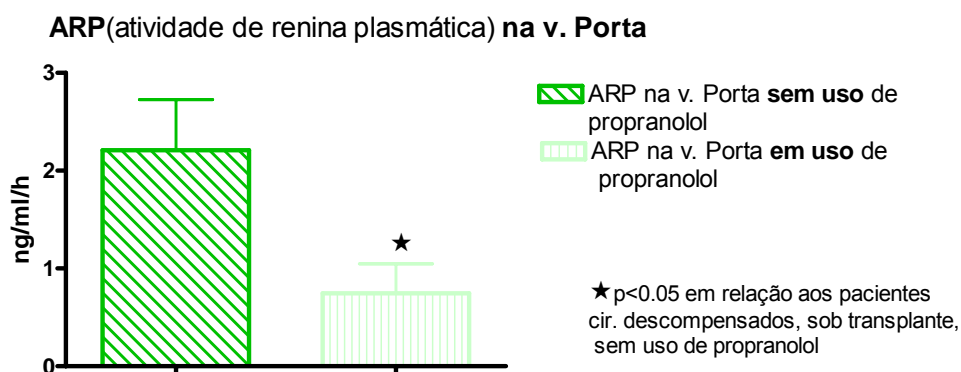 ARP(atividade de renina plasmática) na v. Porta
3
2
1
0
ng/ml/h
★
ARP na v. Porta sem uso de
propranolol
ARP na v. Porta em uso de
propranolol
★p<0.05 em relação aos pacientes
cir. descompensados, sob transplante,
sem uso de propranolol